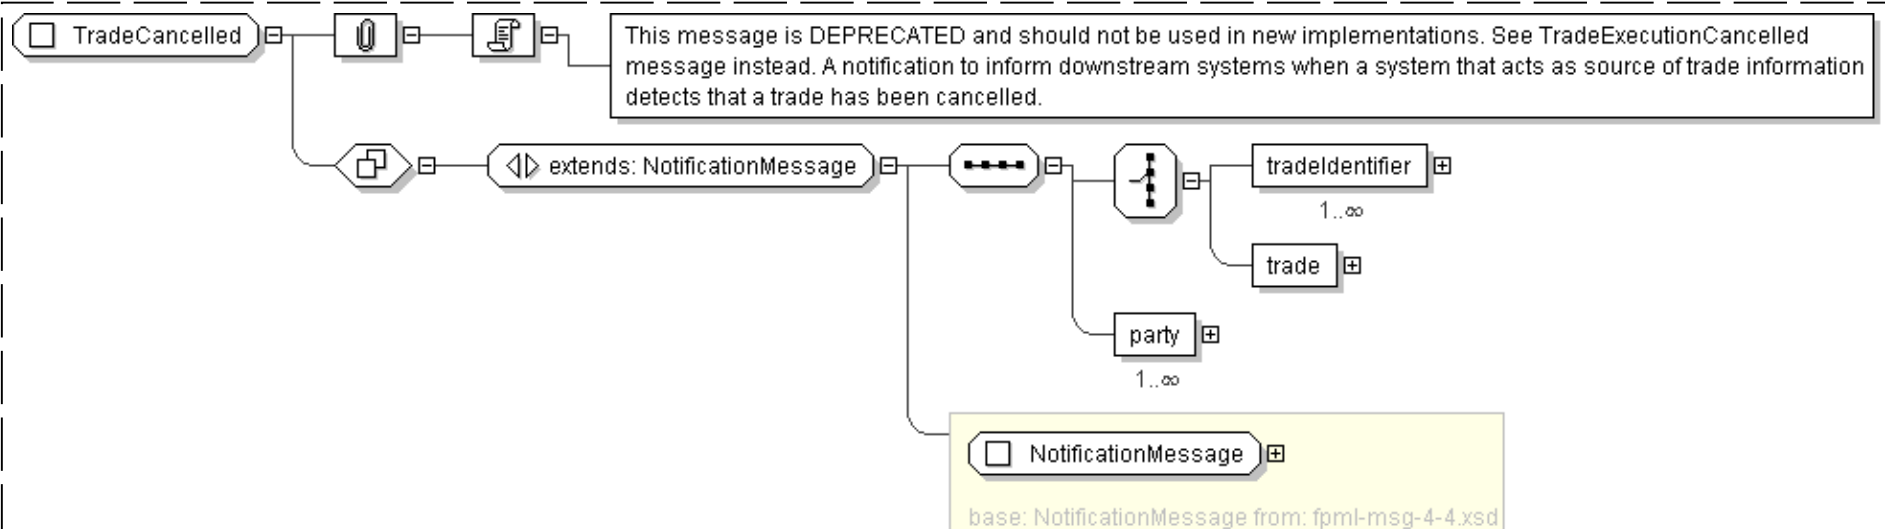 TradeCancelled
This message is DEPRECATED and should not be used in new implementations. See TradeExecutionCancelled
message instead. A notification to inform downstream systems when a system that acts as source of trade information
detects that a trade has been cancelled.
extends: NotificationMessage
tradeIdentifier
1..∞
trade
party
1..∞
NotificationMessage
base: NotificationMessage from: fpml-msg-4-4.xsd